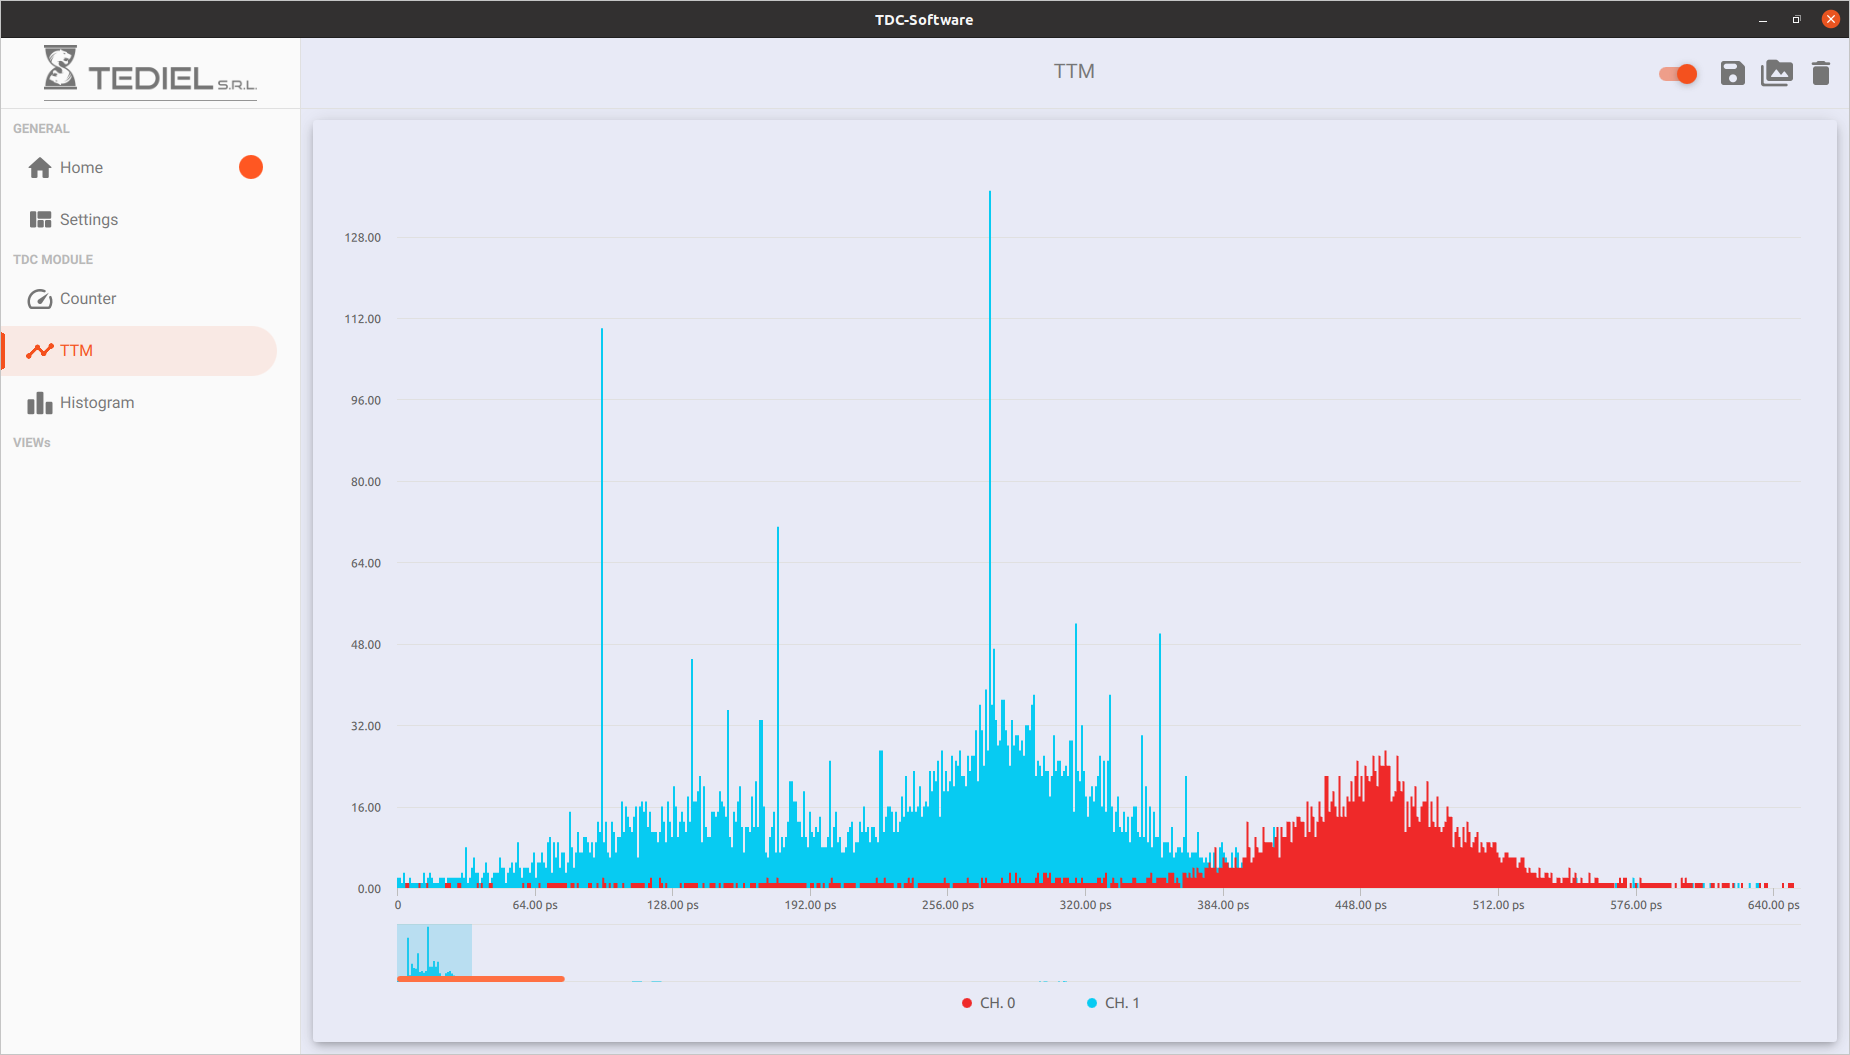 TDC-Software
TEDIEL S.R.L.
TTM
GENERAL
Home
Settings
TDC MODULE
Counter
TTM
Histogram
VIEWs
128.00
112.00
96.00
80.00
64.00
48.00
32.00
16.00
0.00
0 64.00 ps 128.00 ps 192.00 ps 256.00 ps 320.00 ps 384.00 ps 448.00 ps 512.00 ps 576.00 ps 640.00 ps
CH. 0 CH. 1